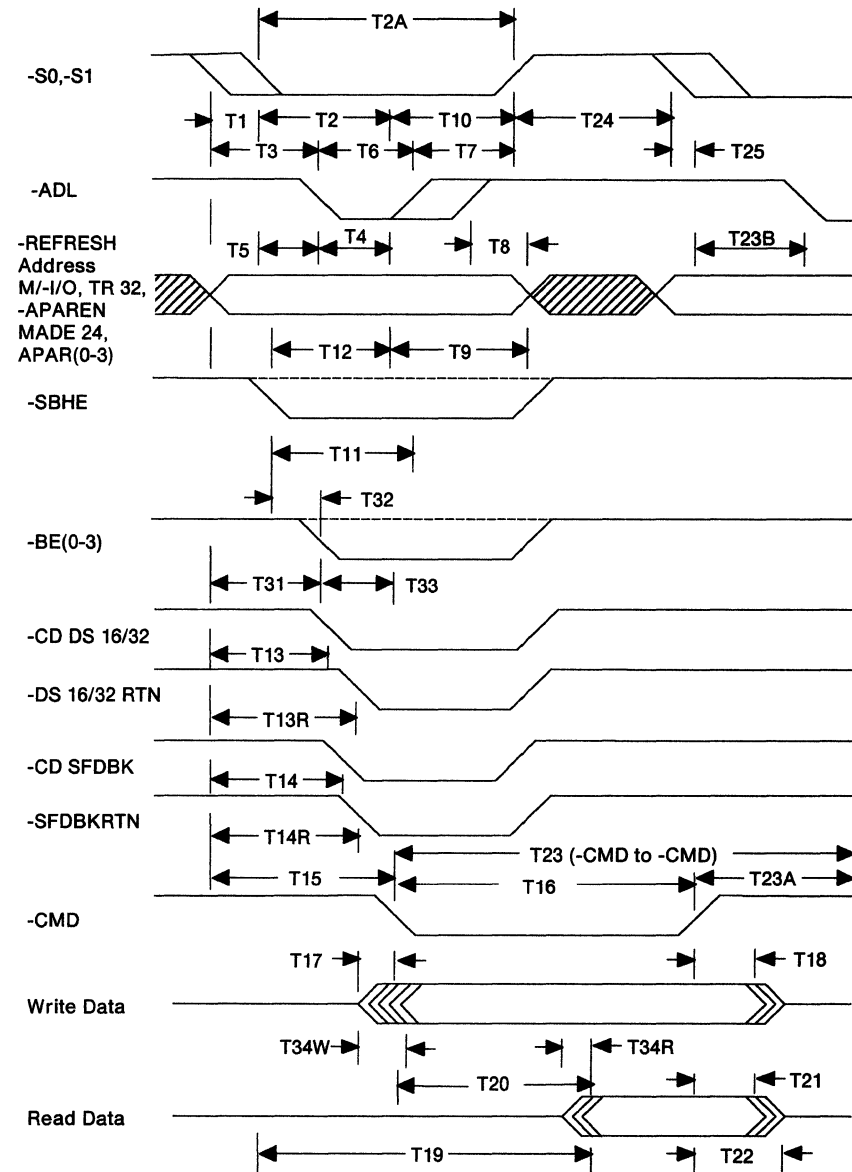 T2A
-S0,-S1
T1 T2 T10 T24
T3 T6 T7 T25
-ADL
-REFRESH
Address
M/-I/O, TR 32,
-APAREN
MADE 24,
APAR(0-3)
T5 T4 T8 T23B
T12 T9
-SBHE
T11
T32
-BE(0-3)
T31 T33
-CD DS 16/32
T13
-DS 16/32 RTN
T13R
-CD SFDBK
T14
-SFDBKRTN
T14R
T23 (-CMD to -CMD)
T15 T16 T23A
-CMD
T17 T18
Write Data
T34W T34R
T20 T21
Read Data
T19 T22